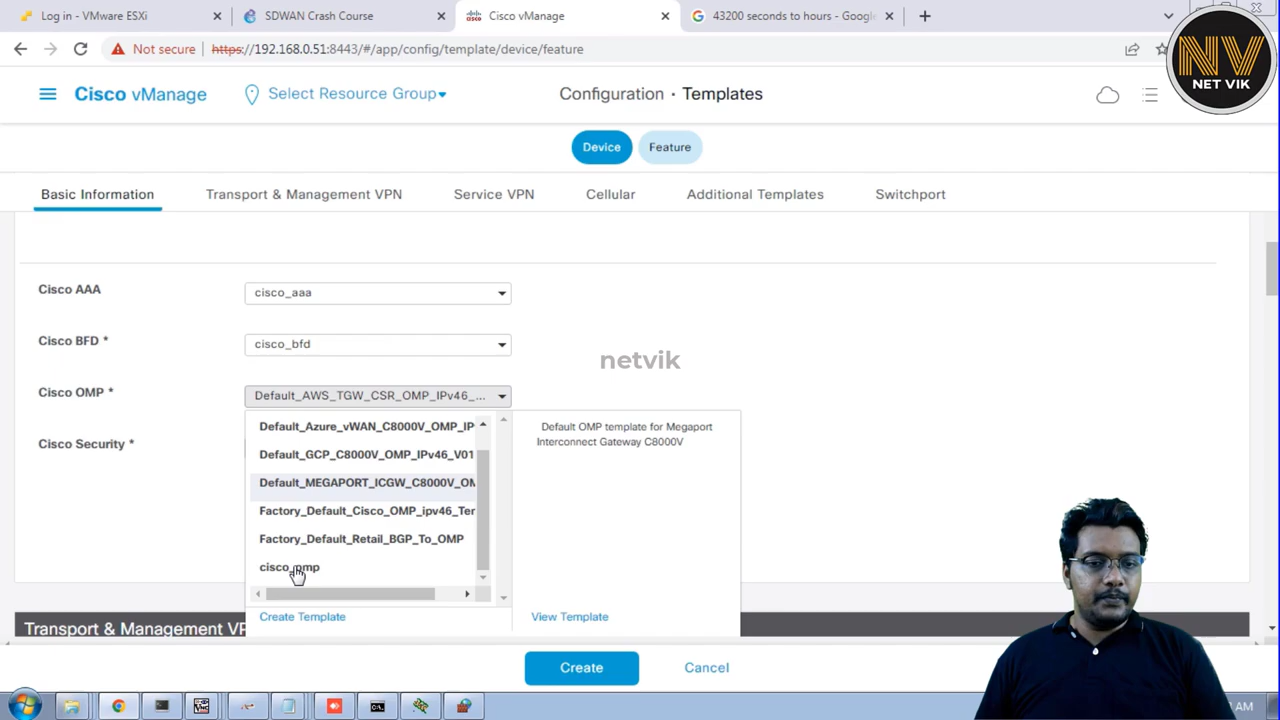 Log in - VMware ESXi
SDWAN Crash Course
Cisco vManage
43200 seconds to hours - Google
Not secure
https://192.168.0.51:8443/#/app/config/template/device/feature
NV
NET VIK
Cisco vManage
Select Resource Group
Configuration · Templates
Device
Feature
Basic Information
Transport & Management VPN
Service VPN
Cellular
Additional Templates
Switchport
Cisco AAA
cisco_aaa
Cisco BFD *
cisco_bfd
netvik
Cisco OMP *
Default_AWS_TGW_CSR_OMP_IPv46_...
Default_Azure_vWAN_C8000V_OMP_IP
Default OMP template for Megaport
Interconnect Gateway C8000V
Cisco Security *
Default_GCP_C8000V_OMP_IPv46_V01
Default_MEGAPORT_ICGW_C8000V_OM
Factory_Default_Cisco_OMP_ipv46_Ter
Factory_Default_Retail_BGP_To_OMP
cisco_omp
Create Template
View Template
Transport & Management VP
Create
Cancel
AM